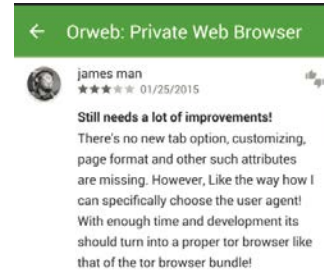 Orweb: Private Web Browser
james man
01/25/2015
Still needs a lot of improvements!
There's no new tab option, customizing,
page format and other such attributes
are missing. However, Like the way how I
can specifically choose the user agent!
With enough time and development its
should turn into a proper tor browser like
that of the tor browser bundle!